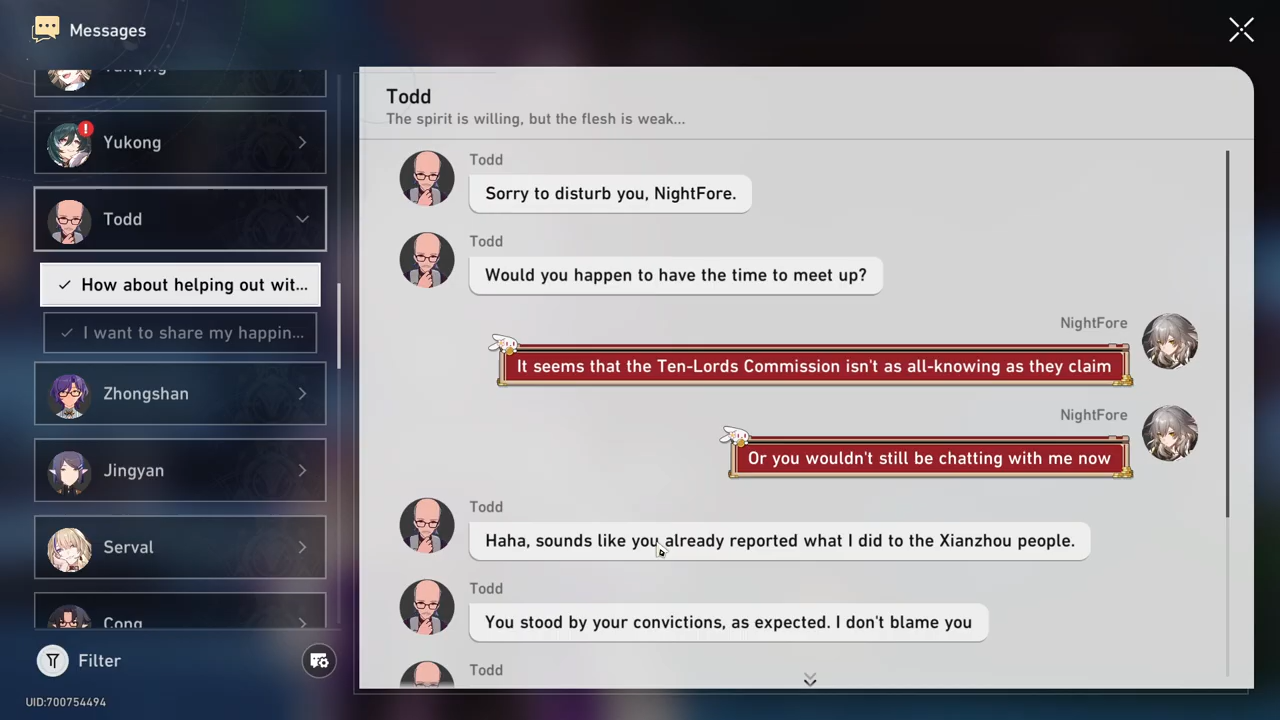 Messages
Yukong
Todd
How about helping out wit...
I want to share my happin...
Zhongshan
Jingyan
Serval
Cong
Filter
UID:700754494
Todd
The spirit is willing, but the flesh is weak...
Todd
Sorry to disturb you, NightFore.
Todd
Would you happen to have the time to meet up?
NightFore
It seems that the Ten-Lords Commission isn't as all-knowing as they claim
NightFore
Or you wouldn't still be chatting with me now
Todd
Haha, sounds like you already reported what I did to the Xianzhou people.
Todd
You stood by your convictions, as expected. I don't blame you
Todd